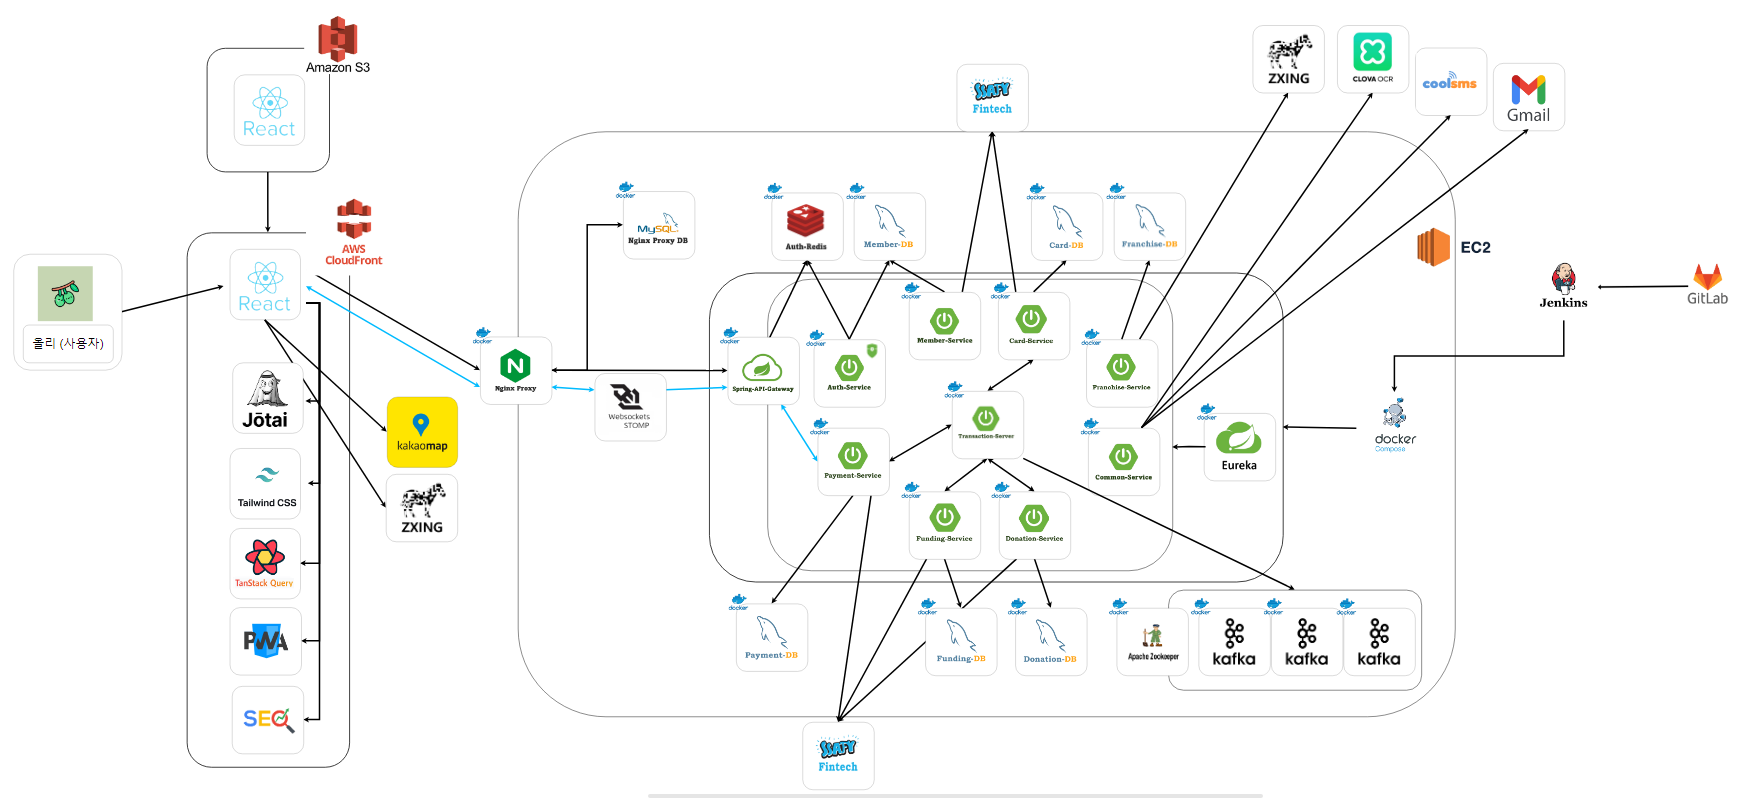 Amazon S3
React
AWS
CloudFront
React
올리 (사용자)
Jōtai
Tailwind CSS
TanStack Query
PWA
SEO
kakaomap
ZXING
docker
Nginx Proxy
docker
MySQL
Nginx Proxy DB
Websockets
STOMP
SSAFY
Fintech
docker
Auth-Redis
docker
Member-DB
docker
Card-DB
docker
Franchise-DB
ZXING
CLOVA OCR
coolsms
Gmail
EC2
Jenkins
GitLab
docker
Compose
docker
Spring-API-Gateway
docker
Auth-Service
docker
Member-Service
docker
Card-Service
Franchise-Service
docker
docker
Transaction-Server
docker
Payment-Service
docker
Common-Service
docker
Eureka
docker
Funding-Service
docker
Donation-Service
docker
Payment-DB
docker
Funding-DB
docker
Donation-DB
docker
Apache Zookeeper
docker
kafka
docker
kafka
docker
kafka
SSAFY
Fintech